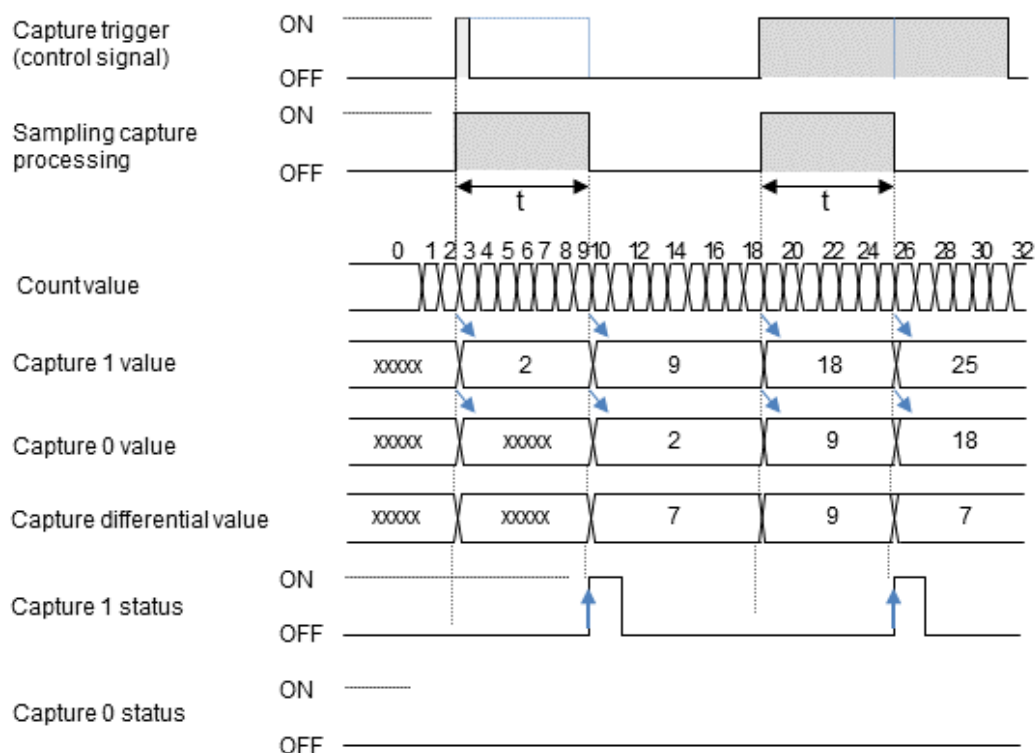 Capture trigger
(control signal)
ON
OFF
Sampling capture
processing
ON
OFF
t
t
0 1 2 3 4 5 6 7 8 9 10 12 14 16 18 20 22 24 26 28 30 32
Count value
Capture 1 value
xxxxx 2 9 18 25
Capture 0 value
xxxxx xxxxx 2 9 18
Capture differential value
xxxxx xxxxx 7 9 7
Capture 1 status
ON
OFF
Capture 0 status
ON
OFF